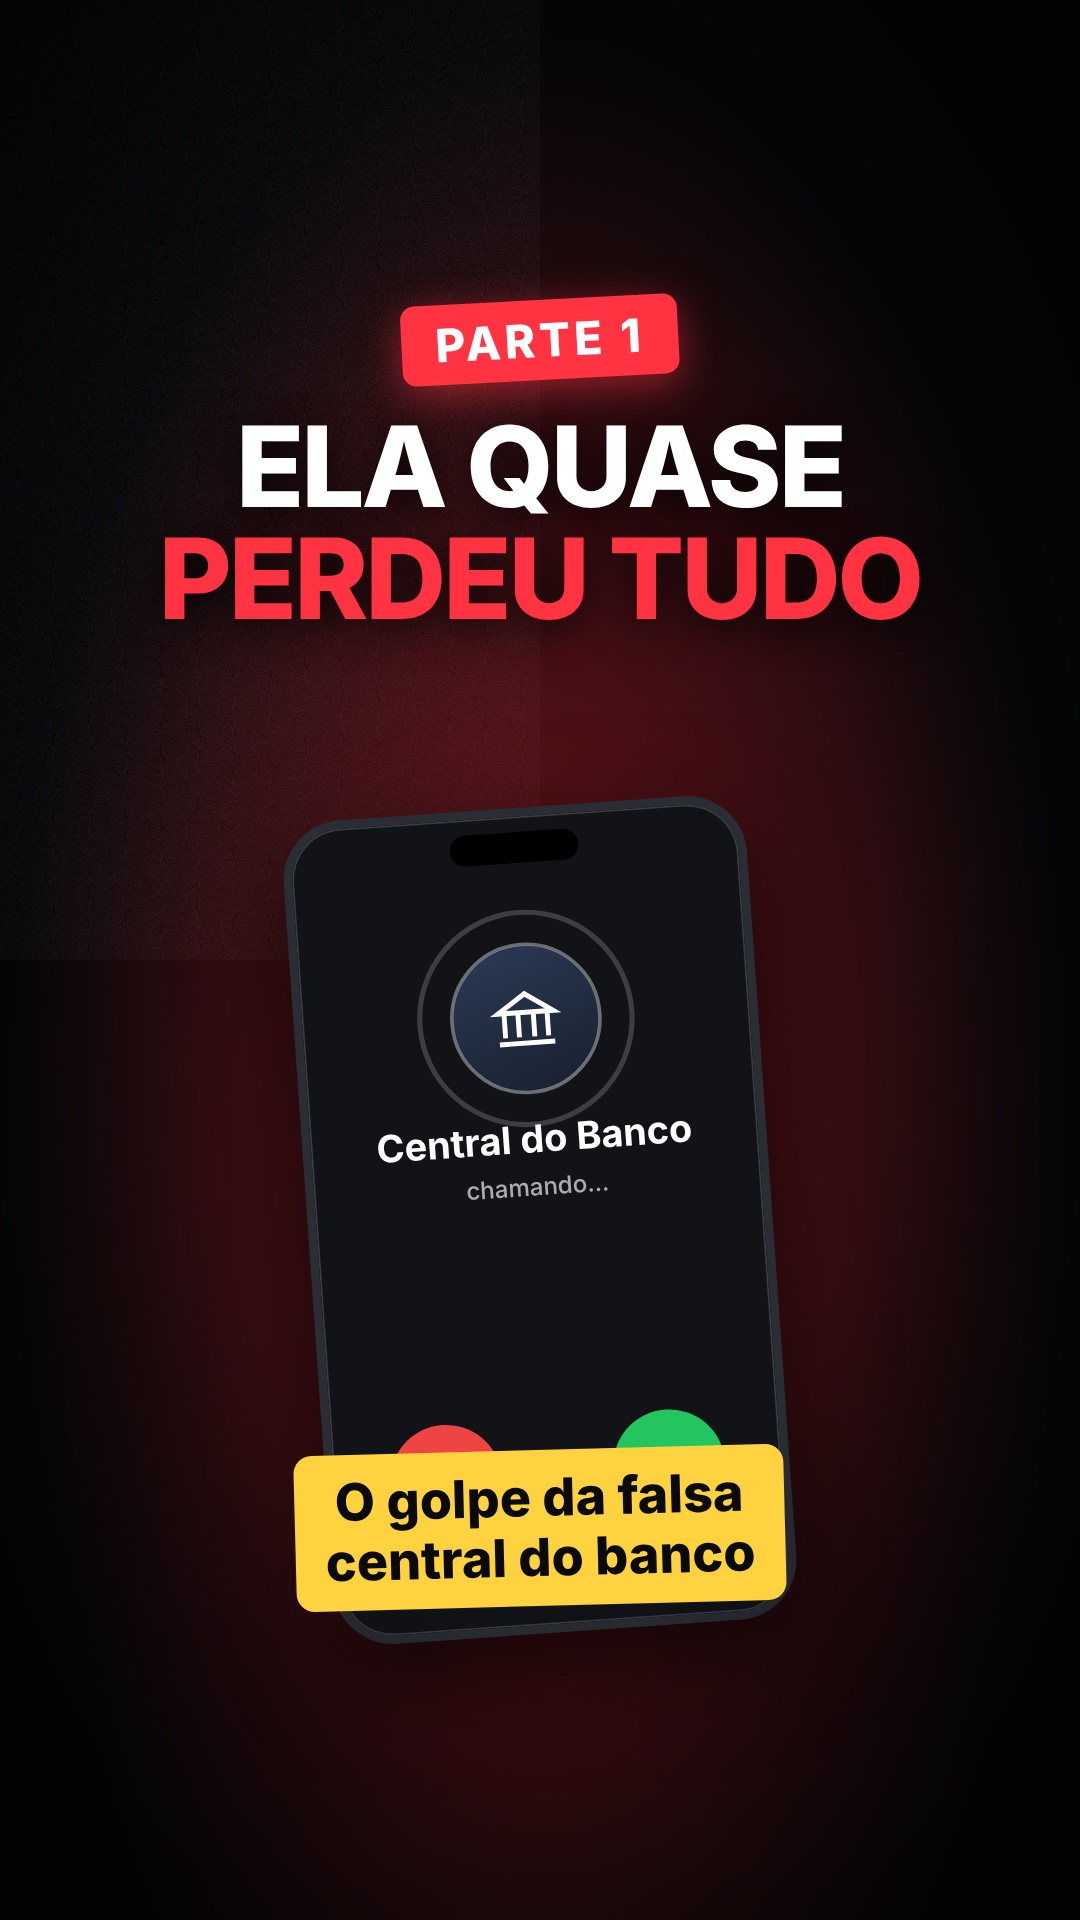 PARTE 1
ELA QUASE
PERDEU TUDO
Central do Banco
chamando...
O golpe da falsa
central do banco